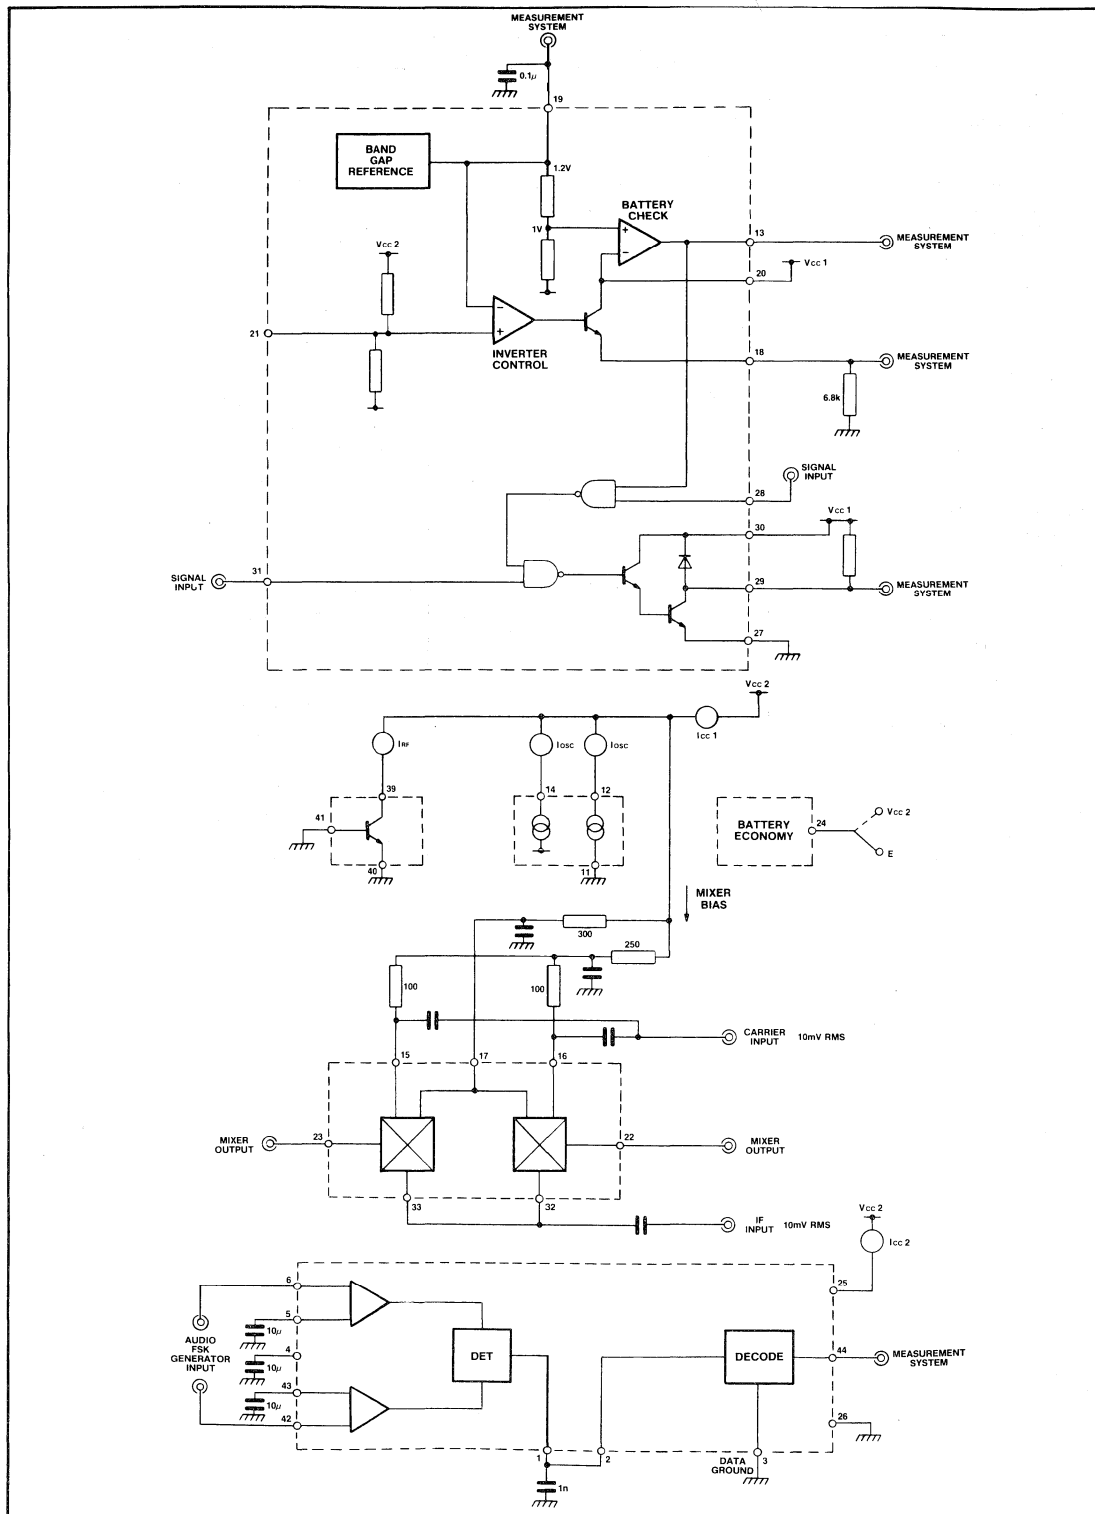 MEASUREMENT
SYSTEM
0.1µ
19
BAND
GAP
REFERENCE
1.2V
BATTERY
CHECK
1V
+
−
13
MEASUREMENT
SYSTEM
Vcc 2
20
Vcc 1
−
+
21
INVERTER
CONTROL
18
MEASUREMENT
SYSTEM
6.8k
SIGNAL
INPUT
28
Vcc 1
30
31
SIGNAL
INPUT
29
MEASUREMENT
SYSTEM
27
Vcc 2
Icc 1
IRF
Iosc
Iosc
39
14
12
41
40
11
BATTERY
ECONOMY
24
Vcc 2
E
MIXER
BIAS
300
250
100
100
CARRIER
INPUT
10mV RMS
15
17
16
MIXER
OUTPUT
23
22
MIXER
OUTPUT
33
32
IF
INPUT
10mV RMS
Vcc 2
Icc 2
6
25
5
10µ
AUDIO
FSK
GENERATOR
INPUT
4
10µ
DET
DECODE
44
MEASUREMENT
SYSTEM
43
10µ
42
26
1
2
DATA
GROUND
3
1n